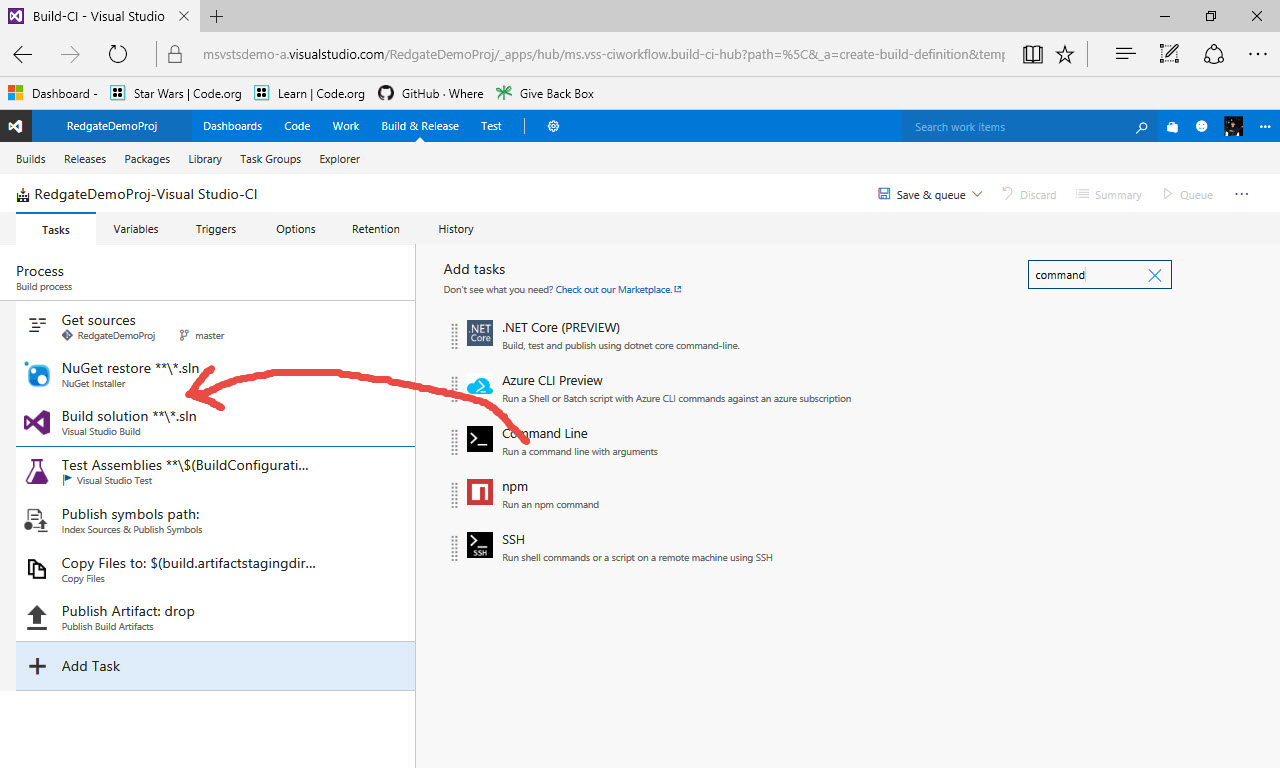 Build-CI - Visual Studio
msvstsdemo-a.visualstudio.com/RedgateDemoProj/_apps/hub/ms.vss-ciworkflow.build-ci-hub?path=%5C&_a=create-build-definition&temp
Dashboard - Star Wars | Code.org Learn | Code.org GitHub · Where Give Back Box
RedgateDemoProj Dashboards Code Work Build & Release Test Search work items
Builds Releases Packages Library Task Groups Explorer
RedgateDemoProj-Visual Studio-CI Save & queue Discard Summary Queue
Tasks Variables Triggers Options Retention History
Process
Build process
Get sources
RedgateDemoProj master
NuGet restore **\*.sln
NuGet Installer
Build solution **\*.sln
Visual Studio Build
Test Assemblies **\$(BuildConfigurati...
Visual Studio Test
Publish symbols path:
Index Sources & Publish Symbols
Copy Files to: $(build.artifactstagingdir...
Copy Files
Publish Artifact: drop
Publish Build Artifacts
Add Task
Add tasks
command
Don't see what you need? Check out our Marketplace.
.NET Core
.NET Core (PREVIEW)
Build, test and publish using dotnet core command-line.
Azure CLI Preview
Run a Shell or Batch script with Azure CLI commands against an azure subscription
Command Line
Run a command line with arguments
npm
Run an npm command
SSH
SSH
Run shell commands or a script on a remote machine using SSH